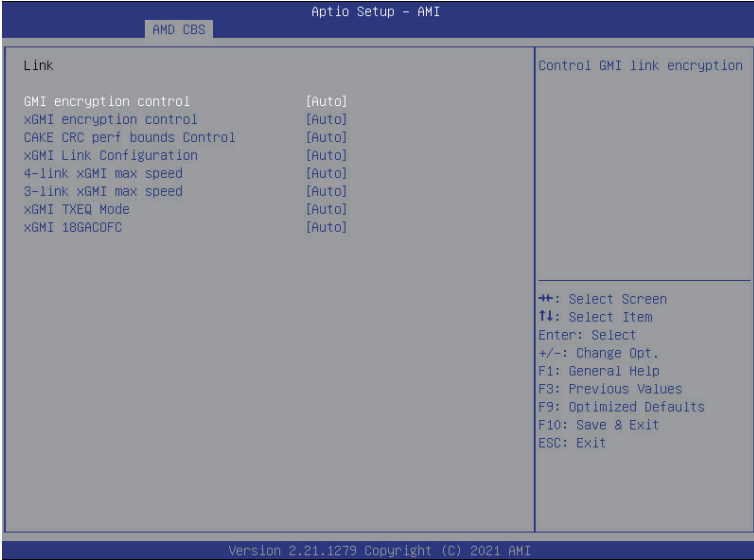 Aptio Setup – AMI
AMD CBS
Link
GMI encryption control [Auto]
xGMI encryption control [Auto]
CAKE CRC perf bounds Control [Auto]
xGMI Link Configuration [Auto]
4-link xGMI max speed [Auto]
3-link xGMI max speed [Auto]
xGMI TXEQ Mode [Auto]
xGMI 18GACOFC [Auto]
Control GMI link encryption
→←: Select Screen
↑↓: Select Item
Enter: Select
+/-: Change Opt.
F1: General Help
F3: Previous Values
F9: Optimized Defaults
F10: Save & Exit
ESC: Exit
Version 2.21.1279 Copyright (C) 2021 AMI